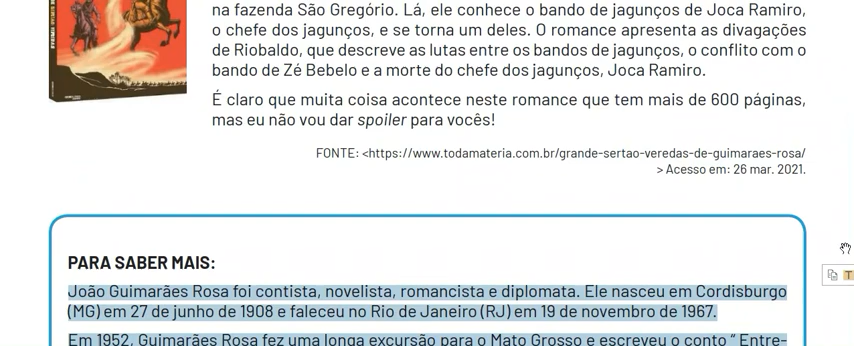 na fazenda São Gregório. Lá, ele conhece o bando de jagunços de Joca Ramiro,
o chefe dos jagunços, e se torna um deles. O romance apresenta as divagações
de Riobaldo, que descreve as lutas entre os bandos de jagunços, o conflito com o
bando de Zé Bebelo e a morte do chefe dos jagunços, Joca Ramiro.
É claro que muita coisa acontece neste romance que tem mais de 600 páginas,
mas eu não vou dar spoiler para vocês!
FONTE: <https://www.todamateria.com.br/grande-sertao-veredas-de-guimaraes-rosa/
> Acesso em: 26 mar. 2021.
PARA SABER MAIS:
João Guimarães Rosa foi contista, novelista, romancista e diplomata. Ele nasceu em Cordisburgo
(MG) em 27 de junho de 1908 e faleceu no Rio de Janeiro (RJ) em 19 de novembro de 1967.
Em 1952, Guimarães Rosa fez uma longa excursão para o Mato Grosso e escreveu o conto “ Entre-